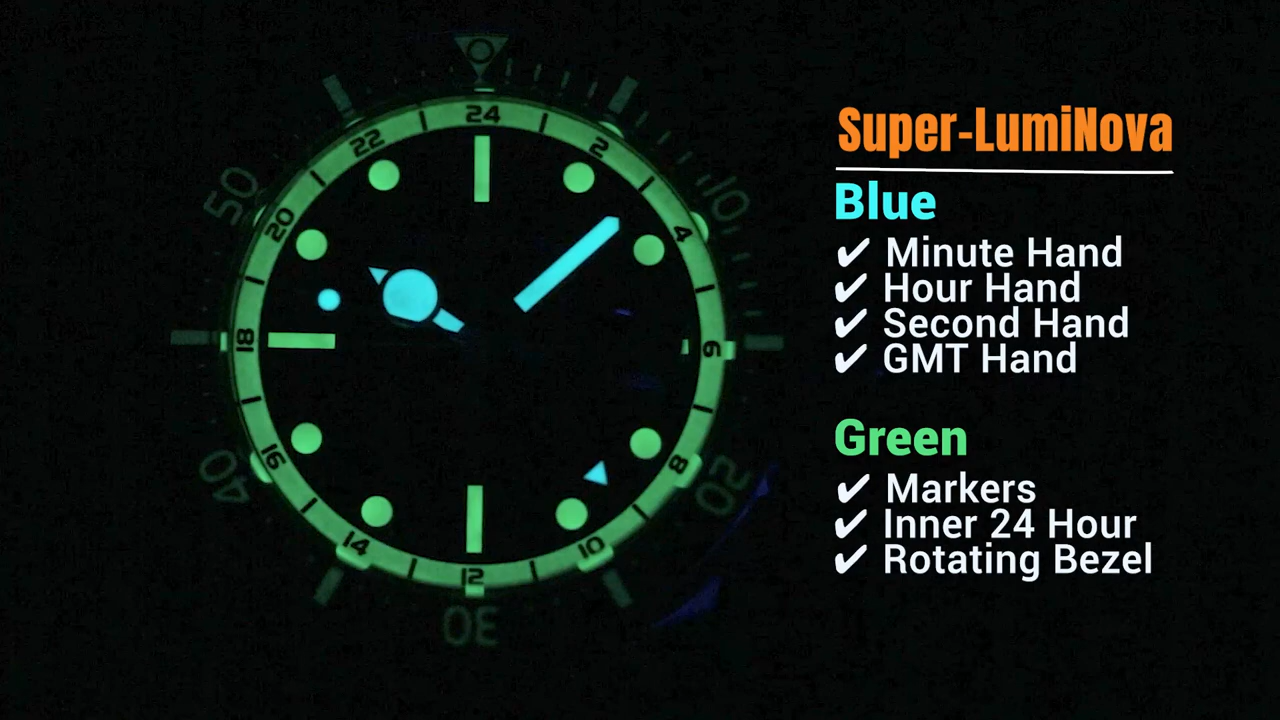 24
2
4
6
8
10
12
14
16
18
20
22
10
20
30
40
50
Super-LumiNova
Blue
✔ Minute Hand
✔ Hour Hand
✔ Second Hand
✔ GMT Hand
Green
✔ Markers
✔ Inner 24 Hour
✔ Rotating Bezel